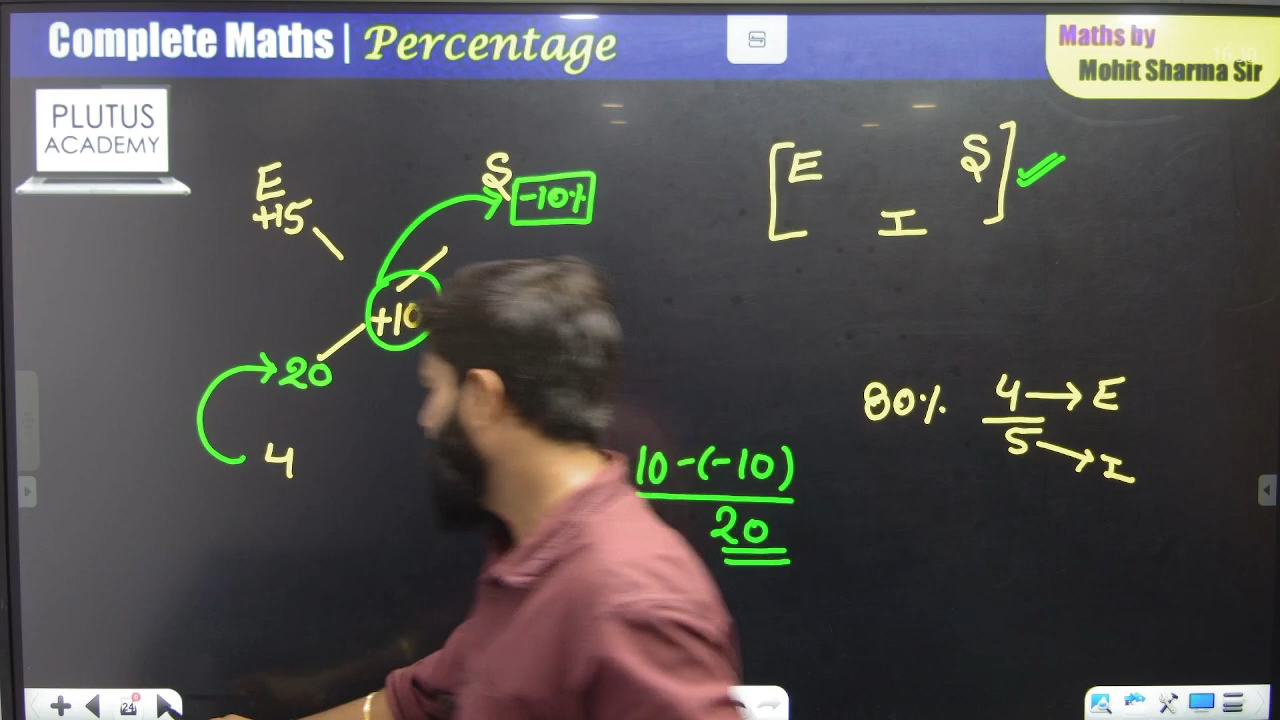 Complete Maths | Percentage
Maths by
Mohit Sharma Sir
PLUTUS
ACADEMY
E S
+15 -10%
+10
20
4
E S
I
80% 4 → E
5 → I
10-(-10)
20
24